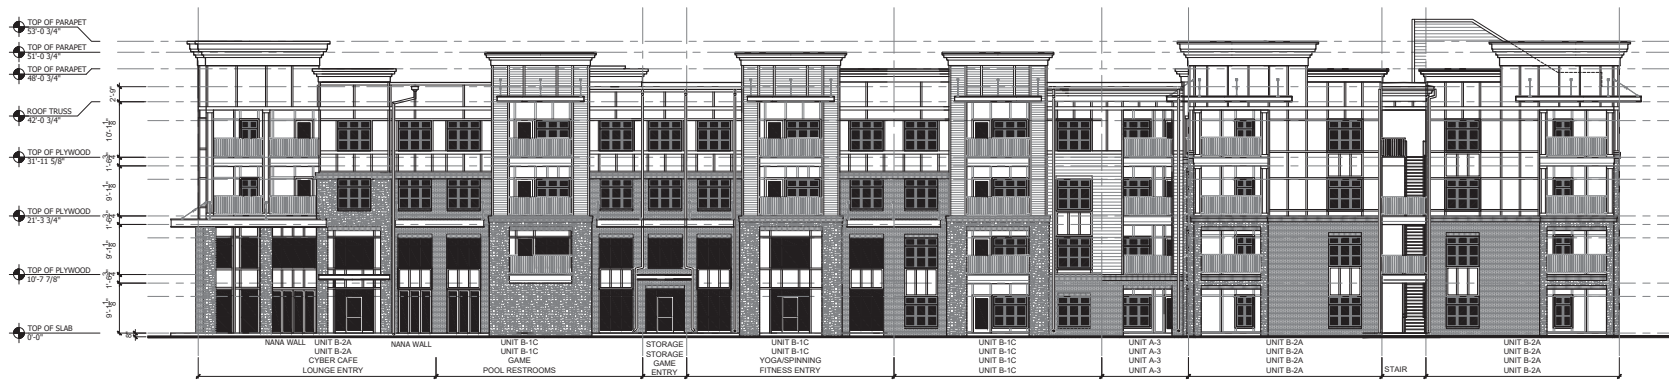 TOP OF PARAPET
53'-0 3/4"
TOP OF PARAPET
51'-0 3/4"
TOP OF PARAPET
48'-0 3/4"
ROOF TRUSS
42'-0 3/4"
TOP OF PLYWOOD
31'-11 5/8"
TOP OF PLYWOOD
21'-3 3/4"
TOP OF PLYWOOD
10'-7 7/8"
TOP OF SLAB
0'-0"
2'-9"
NANA WALL
UNIT B-2A
UNIT B-2A
CYBER CAFE
LOUNGE ENTRY
NANA WALL
UNIT B-1C
UNIT B-1C
GAME
POOL RESTROOMS
STORAGE
STORAGE
GAME
ENTRY
UNIT B-1C
UNIT B-1C
YOGA/SPINNING
FITNESS ENTRY
UNIT B-1C
UNIT B-1C
UNIT B-1C
UNIT B-1C
UNIT A-3
UNIT A-3
UNIT A-3
UNIT A-3
UNIT B-2A
UNIT B-2A
UNIT B-2A
UNIT B-2A
STAIR
UNIT B-2A
UNIT B-2A
UNIT B-2A
UNIT B-2A